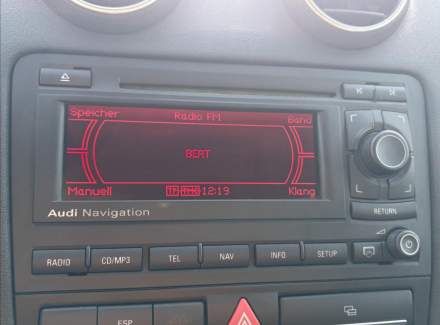 Speicher Radio FM Band
BERT
Manuell TP 12:19 Klang
Audi Navigation
RETURN
RADIO CD/MP3 TEL NAV INFO SETUP
ESP